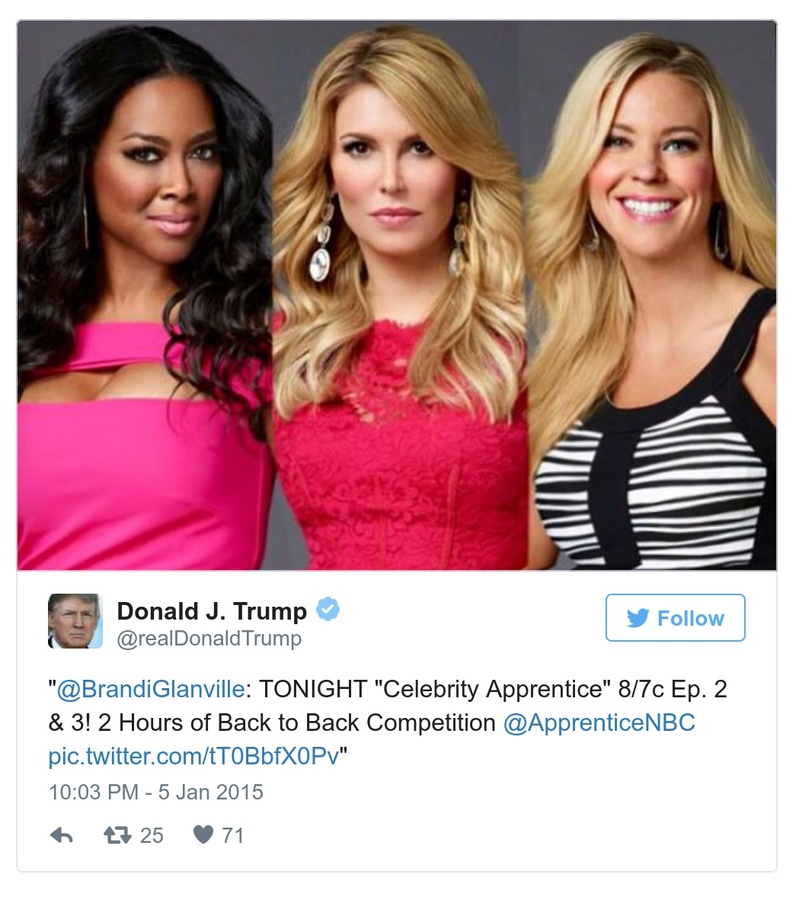 Donald J. Trump
@realDonaldTrump
Follow
"@BrandiGlanville: TONIGHT "Celebrity Apprentice" 8/7c Ep. 2
& 3! 2 Hours of Back to Back Competition @ApprenticeNBC
pic.twitter.com/tT0BbfX0Pv"
10:03 PM - 5 Jan 2015
25 71